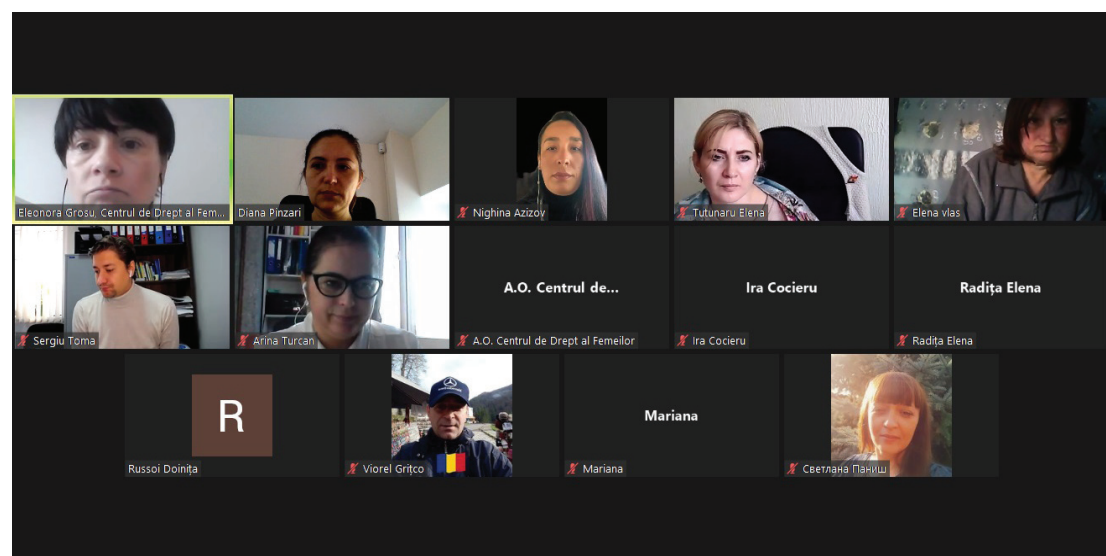 Eleonora Grosu, Centrul de Drept al Fem...
Diana Pinzari
Nighina Azizov
Tutunaru Elena
Elena vlas
Sergiu Toma
Arina Turcan
A.O. Centrul de...
A.O. Centrul de Drept al Femeilor
Ira Cocieru
Ira Cocieru
Radița Elena
Radița Elena
R
Russoi Doinița
Viorel Grițco
Mariana
Mariana
Светлана Паниш